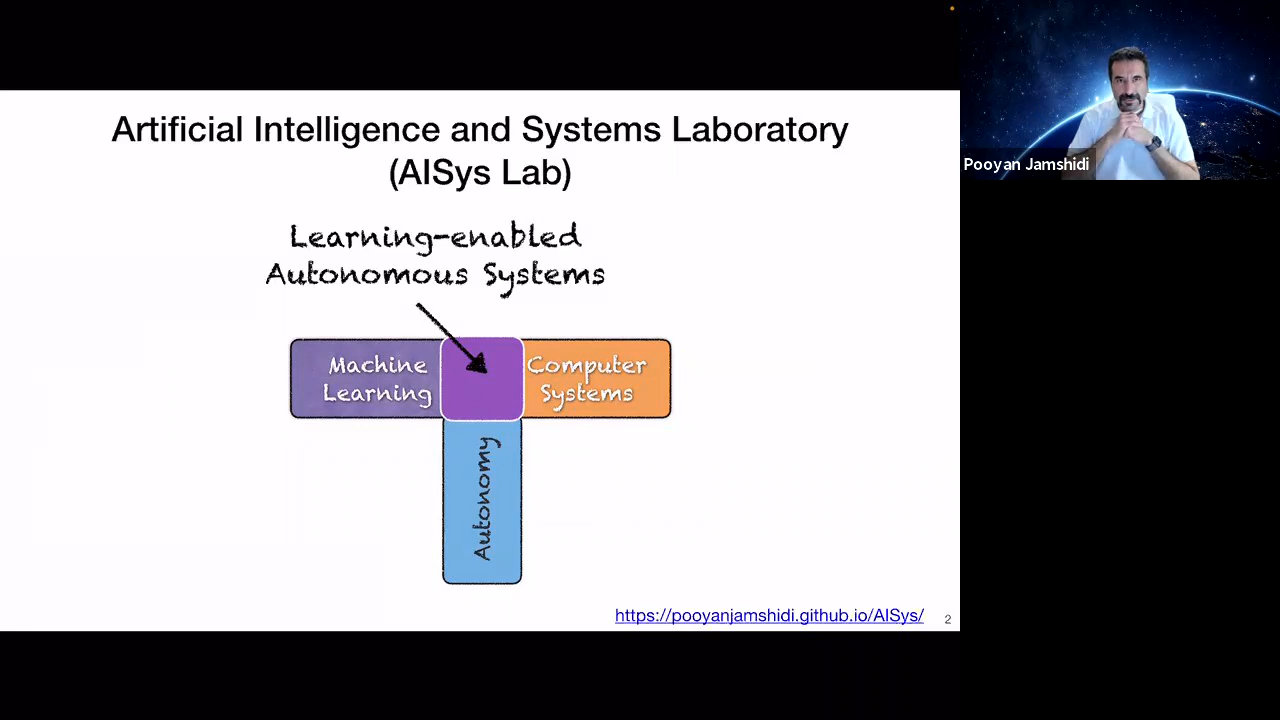 Artificial Intelligence and Systems Laboratory
(AISys Lab)
Learning-enabled
Autonomous Systems
Machine
Learning
Computer
Systems
Autonomy
https://pooyanjamshidi.github.io/AISys/
2
Pooyan Jamshidi